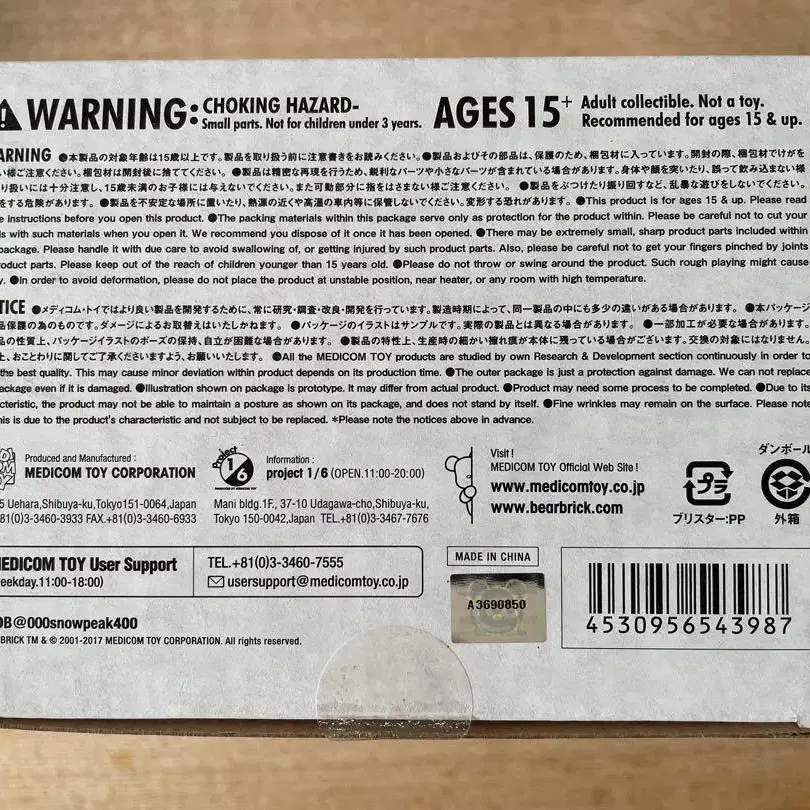 WARNING: CHOKING HAZARD-
Small parts. Not for children under 3 years.
AGES 15+ Adult collectible. Not a toy.
Recommended for ages 15 & up.
ARNING ●本製品の対象年齢は15歳以上です。製品を取り扱う前に注意書きをお読みください。●製品およびその部品は、保護のため、梱包材に入っています。開封の際、梱包材でけがを
い様ご注意ください。梱包材は開封後に捨ててください。 ●製品は精密な再現を行うため、鋭利なパーツや小さなパーツが含まれている場合があります。身体や顔を突いたり、誤って飲み込まない
り扱いには十分注意し、15歳未満のお子様には与えないでください。また可動部分に指をはさまない様ご注意ください。 ●製品をぶつけたり振り回すなど、乱暴な遊びをしないでください。
をする危険があります。●製品を不安定な場所に置いたり、熱源の近くや高温の車内等に保管しないでください。変形する恐れがあります。●This product is for ages 15 & up. Please read
e instructions before you open this product. ●The packing materials within this package serve only as protection for the product within. Please be careful not to cut your
ds with such materials when you open it. We recommend you dispose of it once it has been opened. ●There may be extremely small, sharp product parts included within
package. Please handle it with due care to avoid swallowing of, or getting injured by such product parts. Also, please be careful not to get your fingers pinched by joints
roduct parts. Please keep out of the reach of children younger than 15 years old. ●Please do not throw or swing around the product. Such rough playing might cause
y. ●In order to avoid deformation, please do not place the product at unstable position, near heater, or any room with high temperature.
TICE ●メディコム・トイではより良い製品を開発するために、常に研究・調査・改良・開発を行っています。製造時期によって、同一製品の中にも多少の違いがある場合があります。 ●本パッケージ
品保護の為のものです。ダメージによるお取替えはいたしかねます。 ●パッケージのイラストはサンプルです。実際の製品とは異なる場合があります。 ●一部加工が必要な場合があります。
品の性質上、パッケージイラストのポーズの保持、自立が困難な場合があります。 ●製品の特性上、生産時の細かい擦れ痕が本体に残っている場合がございます。交換の対象にはなりません。
上、おことわりに関してご了承くださいますよう、お願いいたします。 ●All the MEDICOM TOY products are studied by own Research & Development section continuously in order to
the best quality. This may cause minor deviation within product depends on its production time. ●The outer package is just a protection against damage. We can not replace
package even if it is damaged. ●Illustration shown on package is prototype. It may differ from actual product. ●Product may need some process to be completed. ●Due to its
acteristic, the product may not be able to maintain a posture as shown on its package, and does not stand by itself. ●Fine wrinkles may remain on the surface. Please note
his is due to the product's characteristic and not subject to be replaced. *Please note the notices above in advance.
Produced and Manufactured :
MEDICOM TOY CORPORATION
5 Uehara,Shibuya-ku,Tokyo151-0064,Japan
+81(0)3-3460-3933 FAX.+81(0)3-3460-6933
Project 1/6
Information :
project 1/6 (OPEN.11:00-20:00)
Mani bldg.1F., 37-10 Udagawa-cho,Shibuya-ku,
Tokyo 150-0042,Japan TEL.+81(0)3-3467-7676
Visit !
MEDICOM TOY Official Web Site !
www.medicomtoy.co.jp
www.bearbrick.com
プラ
ブリスター:PP
ダンボール
外箱
MEDICOM TOY User Support
eekday.11:00-18:00)
TEL.+81(0)3-3460-7555
usersupport@medicomtoy.co.jp
MADE IN CHINA
A3690850
4530956543987
DB@000snowpeak400
BRICK TM & © 2001-2017 MEDICOM TOY CORPORATION. All rights reserved.